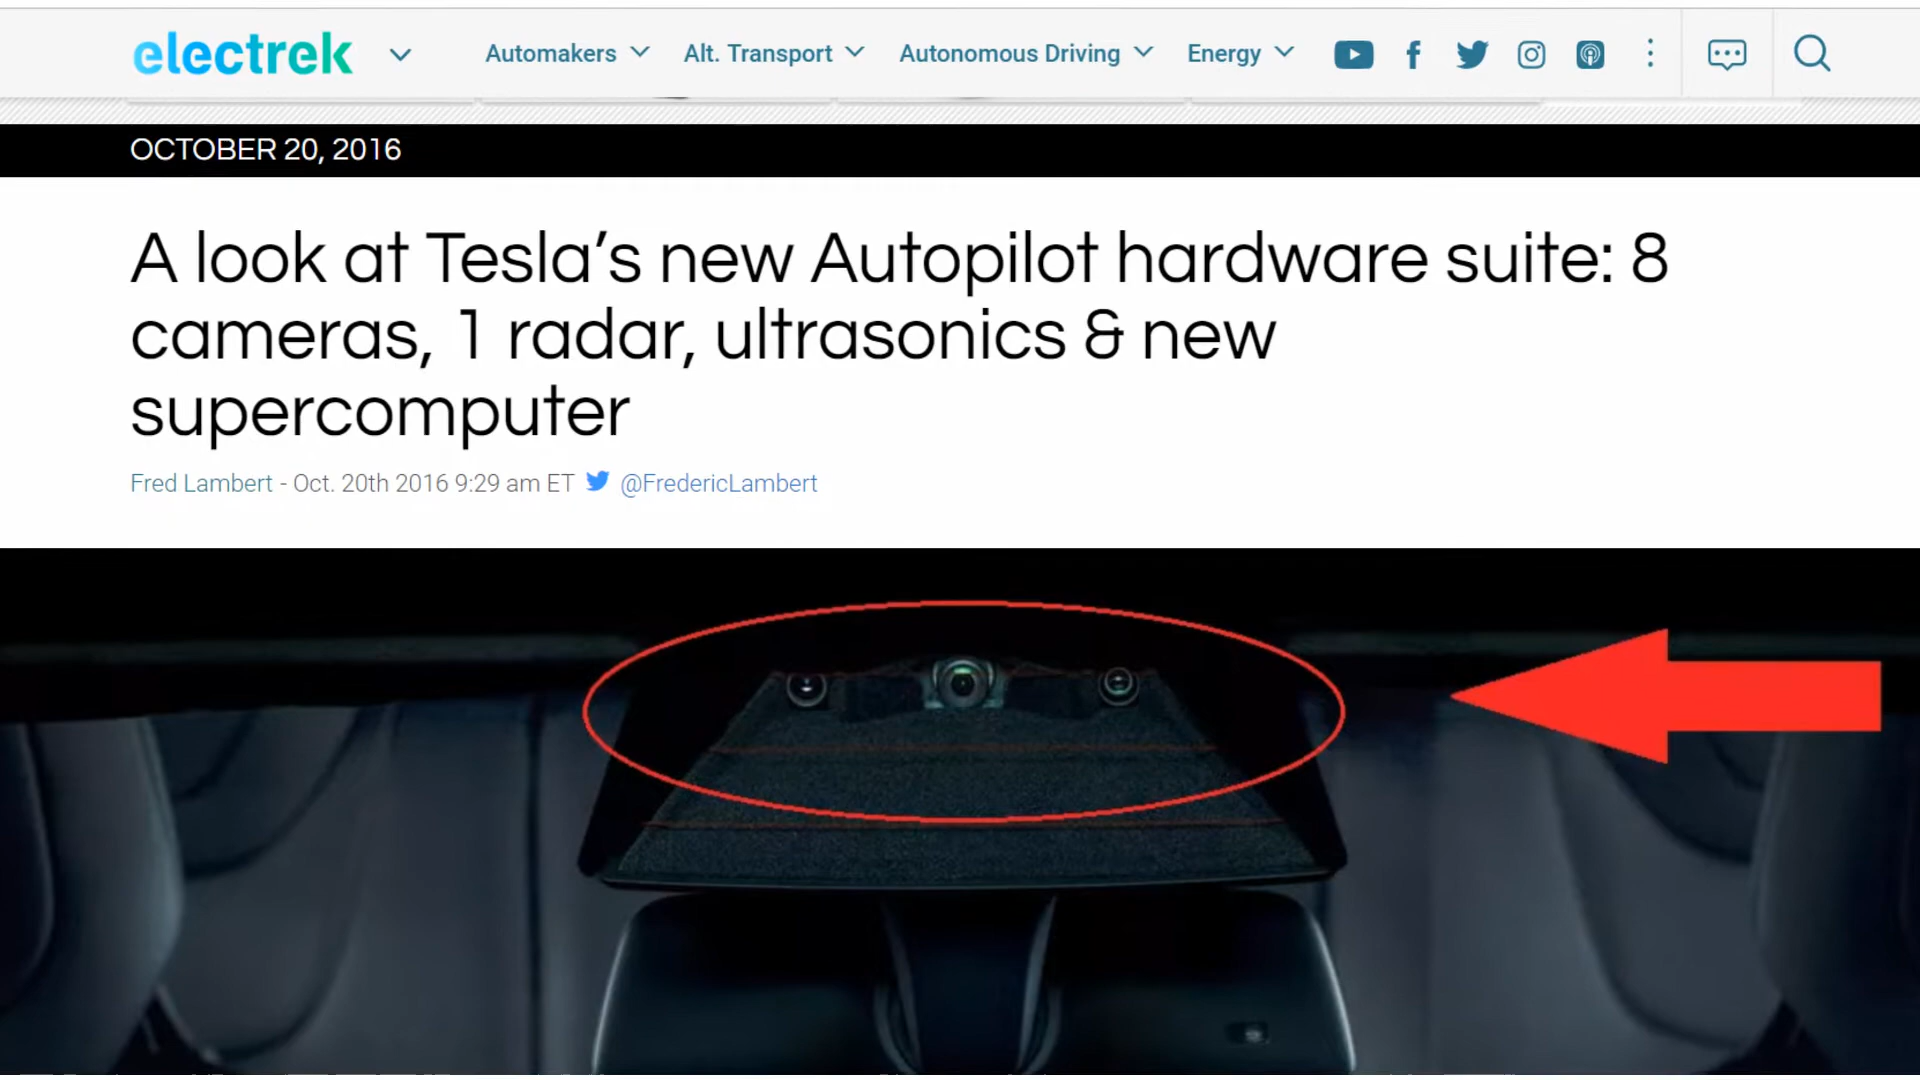 electrek
Automakers Alt. Transport Autonomous Driving Energy
OCTOBER 20, 2016
A look at Tesla’s new Autopilot hardware suite: 8
cameras, 1 radar, ultrasonics & new
supercomputer
Fred Lambert - Oct. 20th 2016 9:29 am ET @FredericLambert